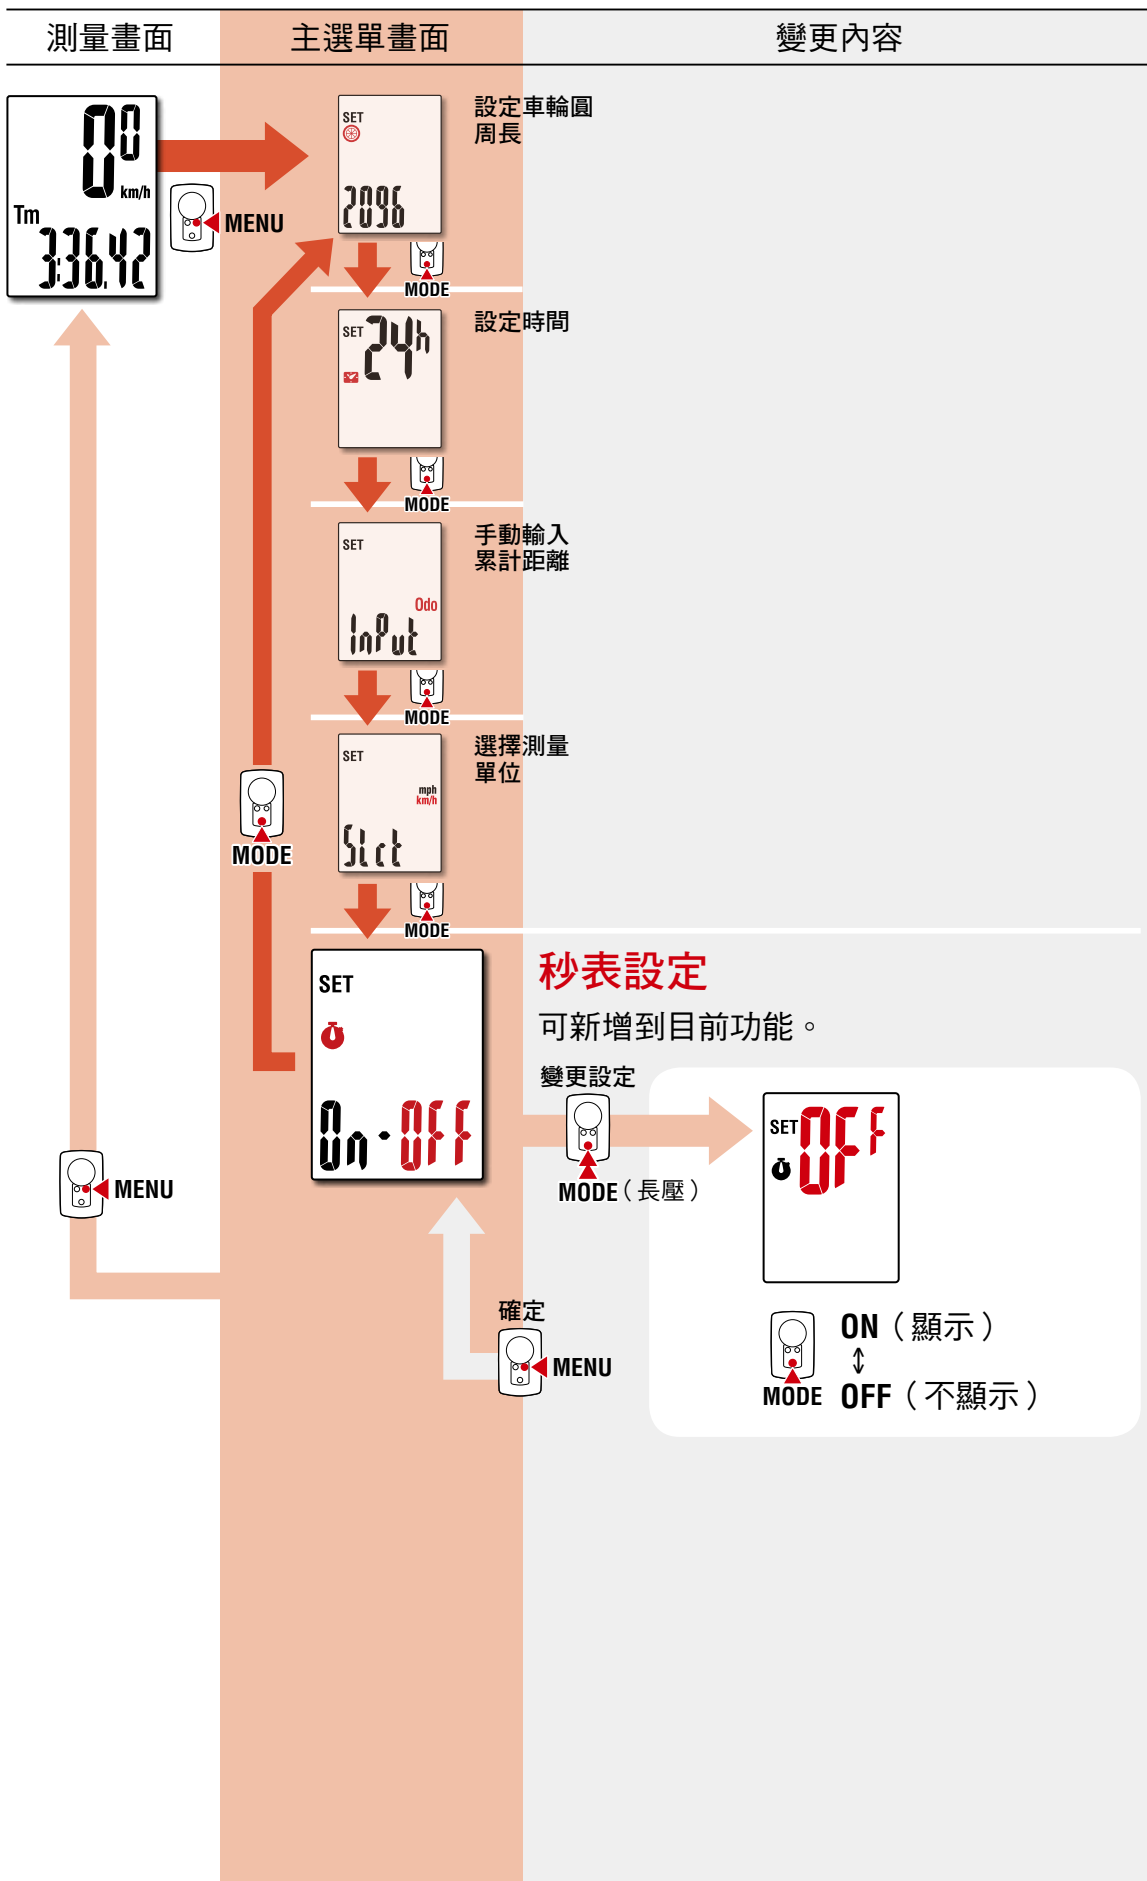 測量畫面
主選單畫面
變更內容
0 0
km/h
Tm
3:36.42
MENU
SET
2096
設定車輪圓
周長
MODE
SET
24h
設定時間
MODE
SET
Odo
InPut
手動輸入
累計距離
MODE
SET
mph
km/h
Slct
選擇測量
單位
MODE
MODE
SET
On-OFF
秒表設定
可新增到目前功能。
變更設定
MODE（長壓）
SET
OFF
MENU
確定
MENU
ON（顯示）
⇕
MODE OFF（不顯示）